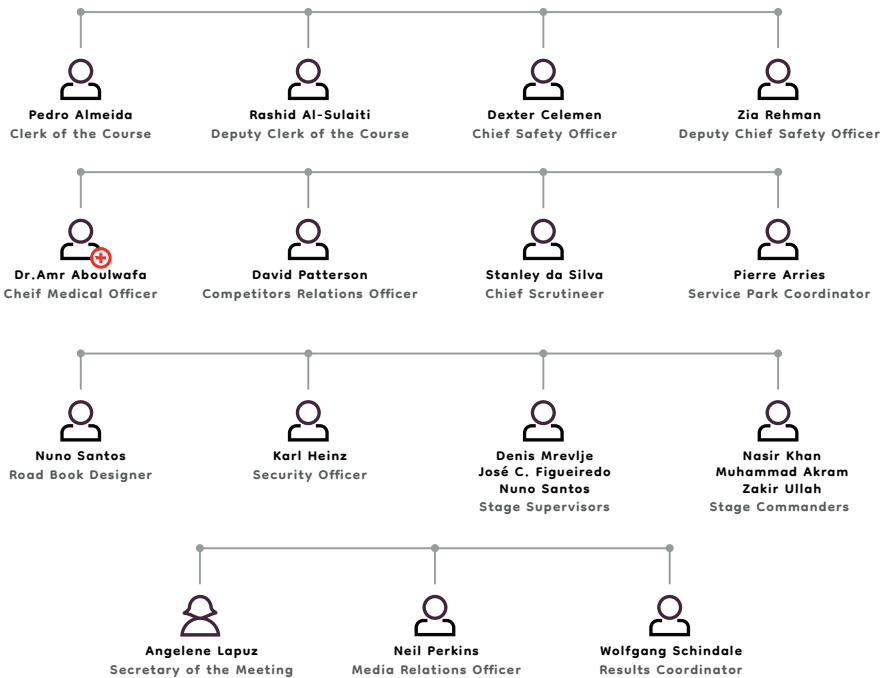 Pedro Almeida
Clerk of the Course
Rashid Al-Sulaiti
Deputy Clerk of the Course
Dexter Celemen
Chief Safety Officer
Zia Rehman
Deputy Chief Safety Officer
Dr.Amr Aboulwafa
Cheif Medical Officer
David Patterson
Competitors Relations Officer
Stanley da Silva
Chief Scrutineer
Pierre Arries
Service Park Coordinator
Nuno Santos
Road Book Designer
Karl Heinz
Security Officer
Denis Mrevlje
José C. Figueiredo
Nuno Santos
Stage Supervisors
Nasir Khan
Muhammad Akram
Zakir Ullah
Stage Commanders
Angelene Lapuz
Secretary of the Meeting
Neil Perkins
Media Relations Officer
Wolfgang Schindale
Results Coordinator